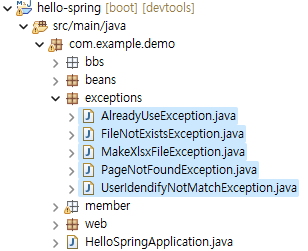 hello-spring [boot] [devtools]
src/main/java
com.example.demo
bbs
beans
exceptions
AlreadyUseException.java
FileNotExistsException.java
MakeXlsxFileException.java
PageNotFoundException.java
UserIdendifyNotMatchException.java
member
web
HelloSpringApplication.java